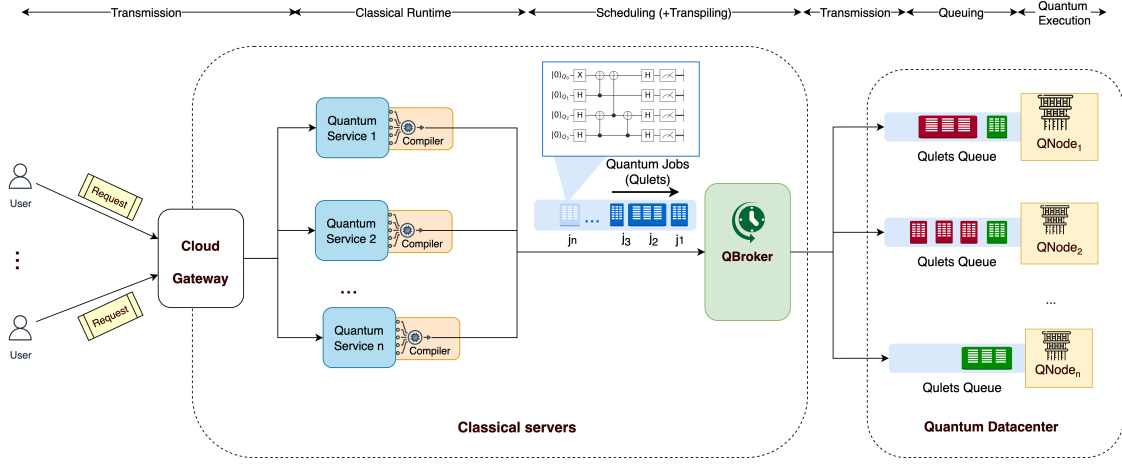 Transmission
Classical Runtime
Scheduling (+Transpiling)
Transmission
Queuing
Quantum
Execution
User
Request
...
User
Request
Cloud
Gateway
Quantum
Service 1
Compiler
Quantum
Service 2
Compiler
...
Quantum
Service n
Compiler
|0⟩Q₀ X H
|0⟩Q₁ H H
|0⟩Q₂ H H
|0⟩Q₃ H H
Quantum Jobs
(Qulets)
...
jn j3 j2 j1
QBroker
Classical servers
Qulets Queue
QNode₁
Qulets Queue
QNode₂
...
Qulets Queue
QNodeₙ
Quantum Datacenter